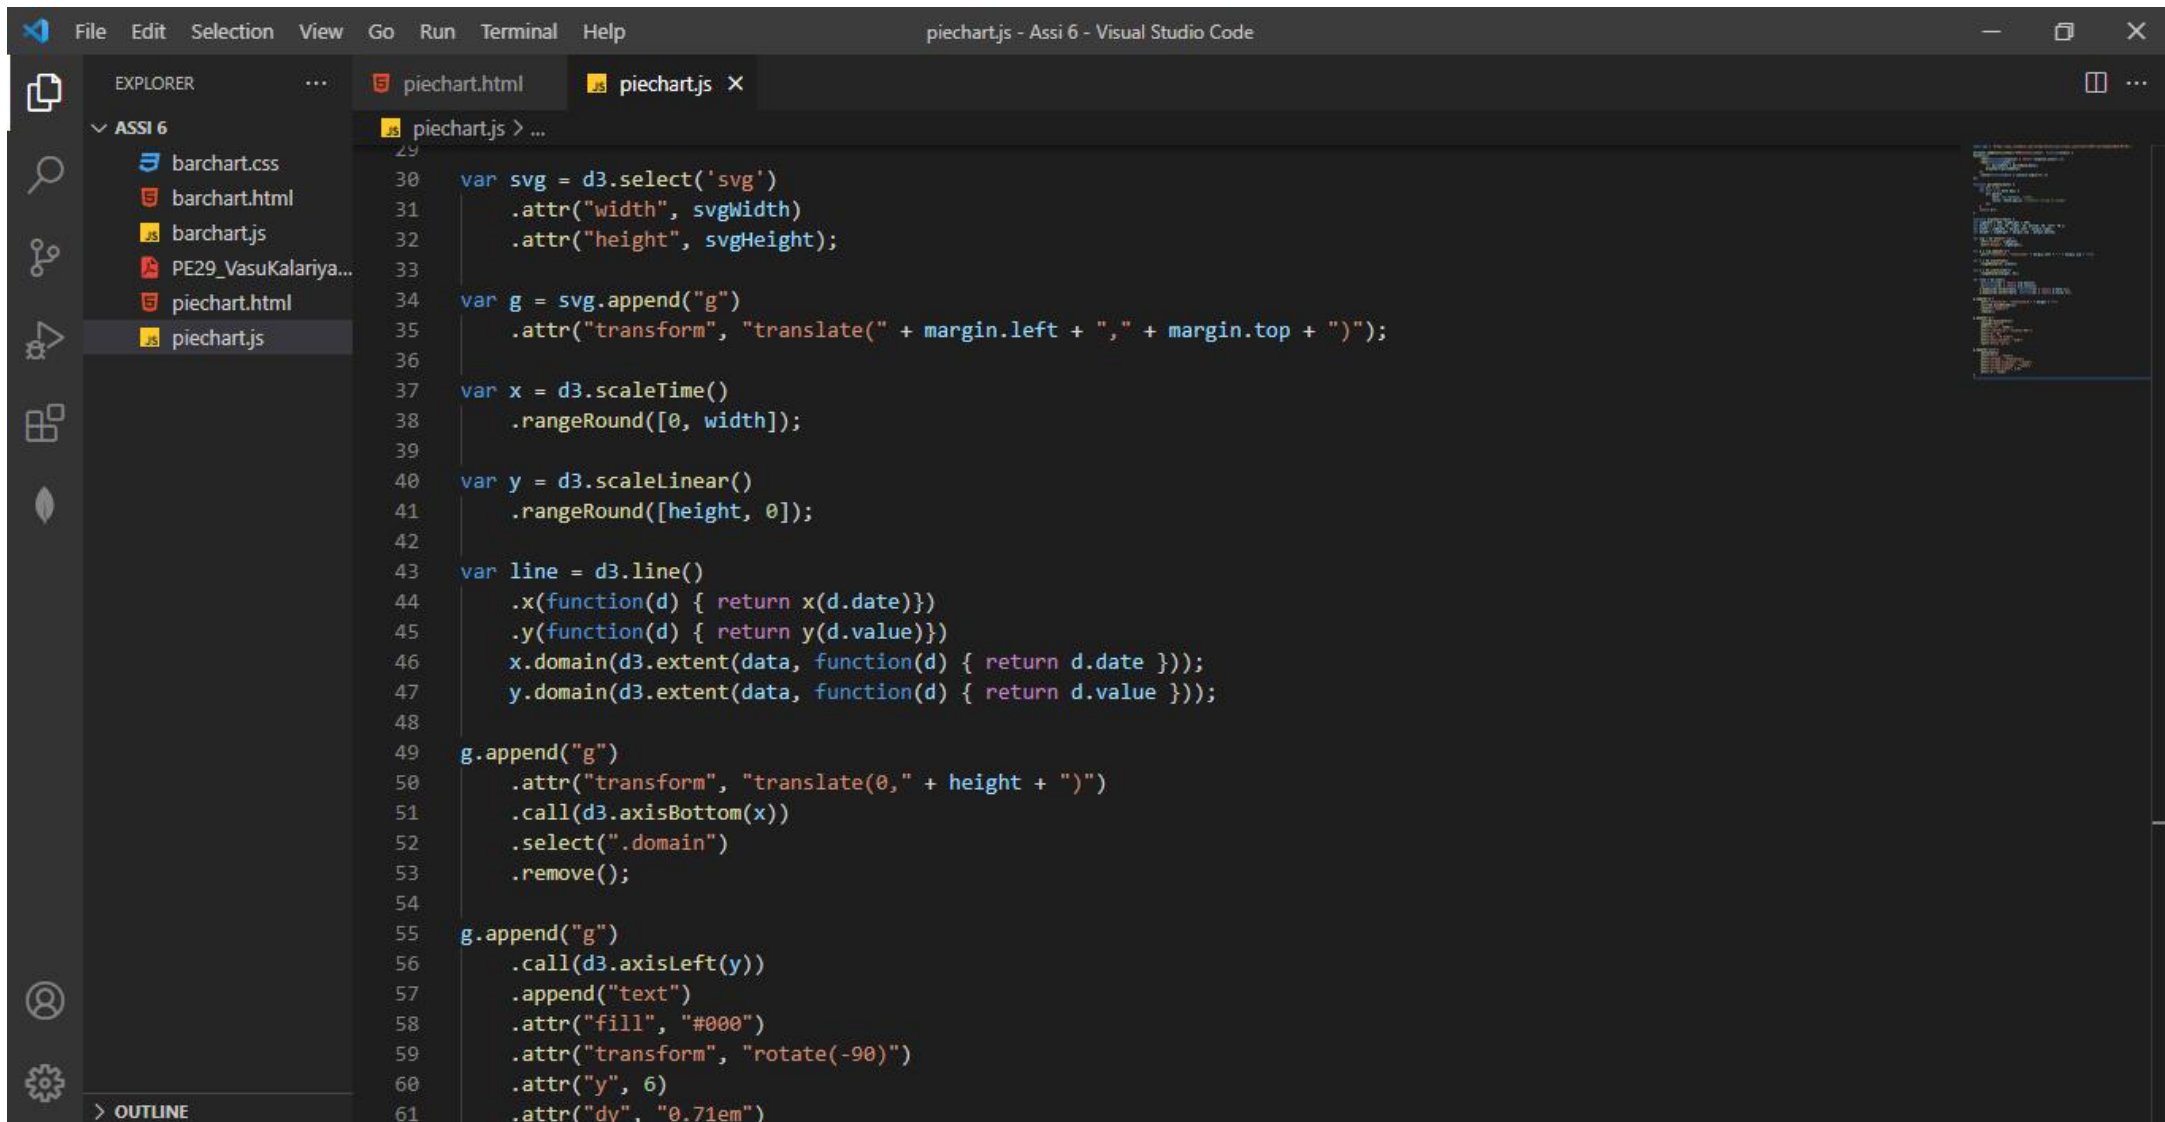 File Edit Selection View Go Run Terminal Help piechart.js - Assi 6 - Visual Studio Code
EXPLORER ... piechart.html JS piechart.js
ASSI 6 JS piechart.js > ...
barchart.css
barchart.html
JS barchart.js
PE29_VasuKalariya...
piechart.html
JS piechart.js
OUTLINE
29
30 var svg = d3.select('svg')
31 .attr("width", svgWidth)
32 .attr("height", svgHeight);
33
34 var g = svg.append("g")
35 .attr("transform", "translate(" + margin.left + "," + margin.top + ")");
36
37 var x = d3.scaleTime()
38 .rangeRound([0, width]);
39
40 var y = d3.scaleLinear()
41 .rangeRound([height, 0]);
42
43 var line = d3.line()
44 .x(function(d) { return x(d.date)})
45 .y(function(d) { return y(d.value)})
46 x.domain(d3.extent(data, function(d) { return d.date }));
47 y.domain(d3.extent(data, function(d) { return d.value }));
48
49 g.append("g")
50 .attr("transform", "translate(0," + height + ")")
51 .call(d3.axisBottom(x))
52 .select(".domain")
53 .remove();
54
55 g.append("g")
56 .call(d3.axisLeft(y))
57 .append("text")
58 .attr("fill", "#000")
59 .attr("transform", "rotate(-90)")
60 .attr("y", 6)
61 .attr("dy", "0.71em")